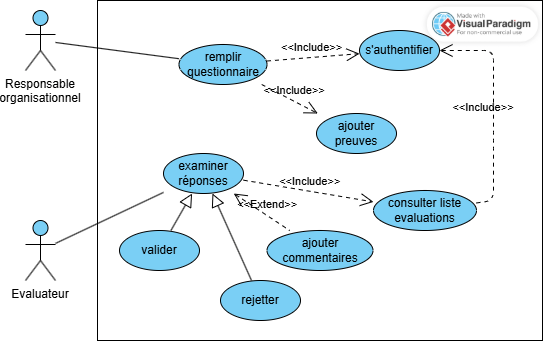 Made with
Visual Paradigm
For non-commercial use
Responsable
organisationnel
remplir
questionnaire
<<Include>>
s'authentifier
<<Include>>
<<Include>>
ajouter
preuves
examiner
réponses
<<Include>>
<<Extend>>
consulter liste
evaluations
valider
ajouter
commentaires
Evaluateur
rejetter